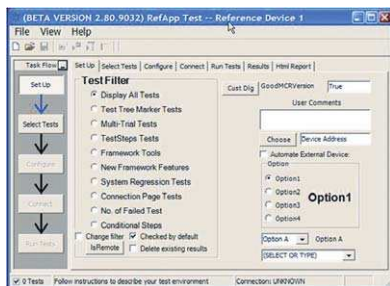 (BETA VERSION 2.80.9032) RefApp Test -- Reference Device 1
File View Help
Task Flow
Set Up
Select Tests
Configure
Connect
Run Tests
Set Up Select Tests Configure Connect Run Tests Results Html Report
Test Filter
Display All Tests
Test Tree Marker Tests
Multi-Trial Tests
TestSteps Tests
Framework Tools
New Framework Features
System Regression Tests
Connection Page Tests
No. of Failed Test
Conditional Steps
Change filter Checked by default
IsRemote Delete existing results
Cust Dlg GoodMCRVersion True
User Comments
Choose Device Address
Automate External Device
Option
Option1
Option2
Option3
Option4
Option1
Option A Option A
(SELECT OR TYPE)
0 Tests Follow instructions to describe your test environment Connection: UNKNOWN